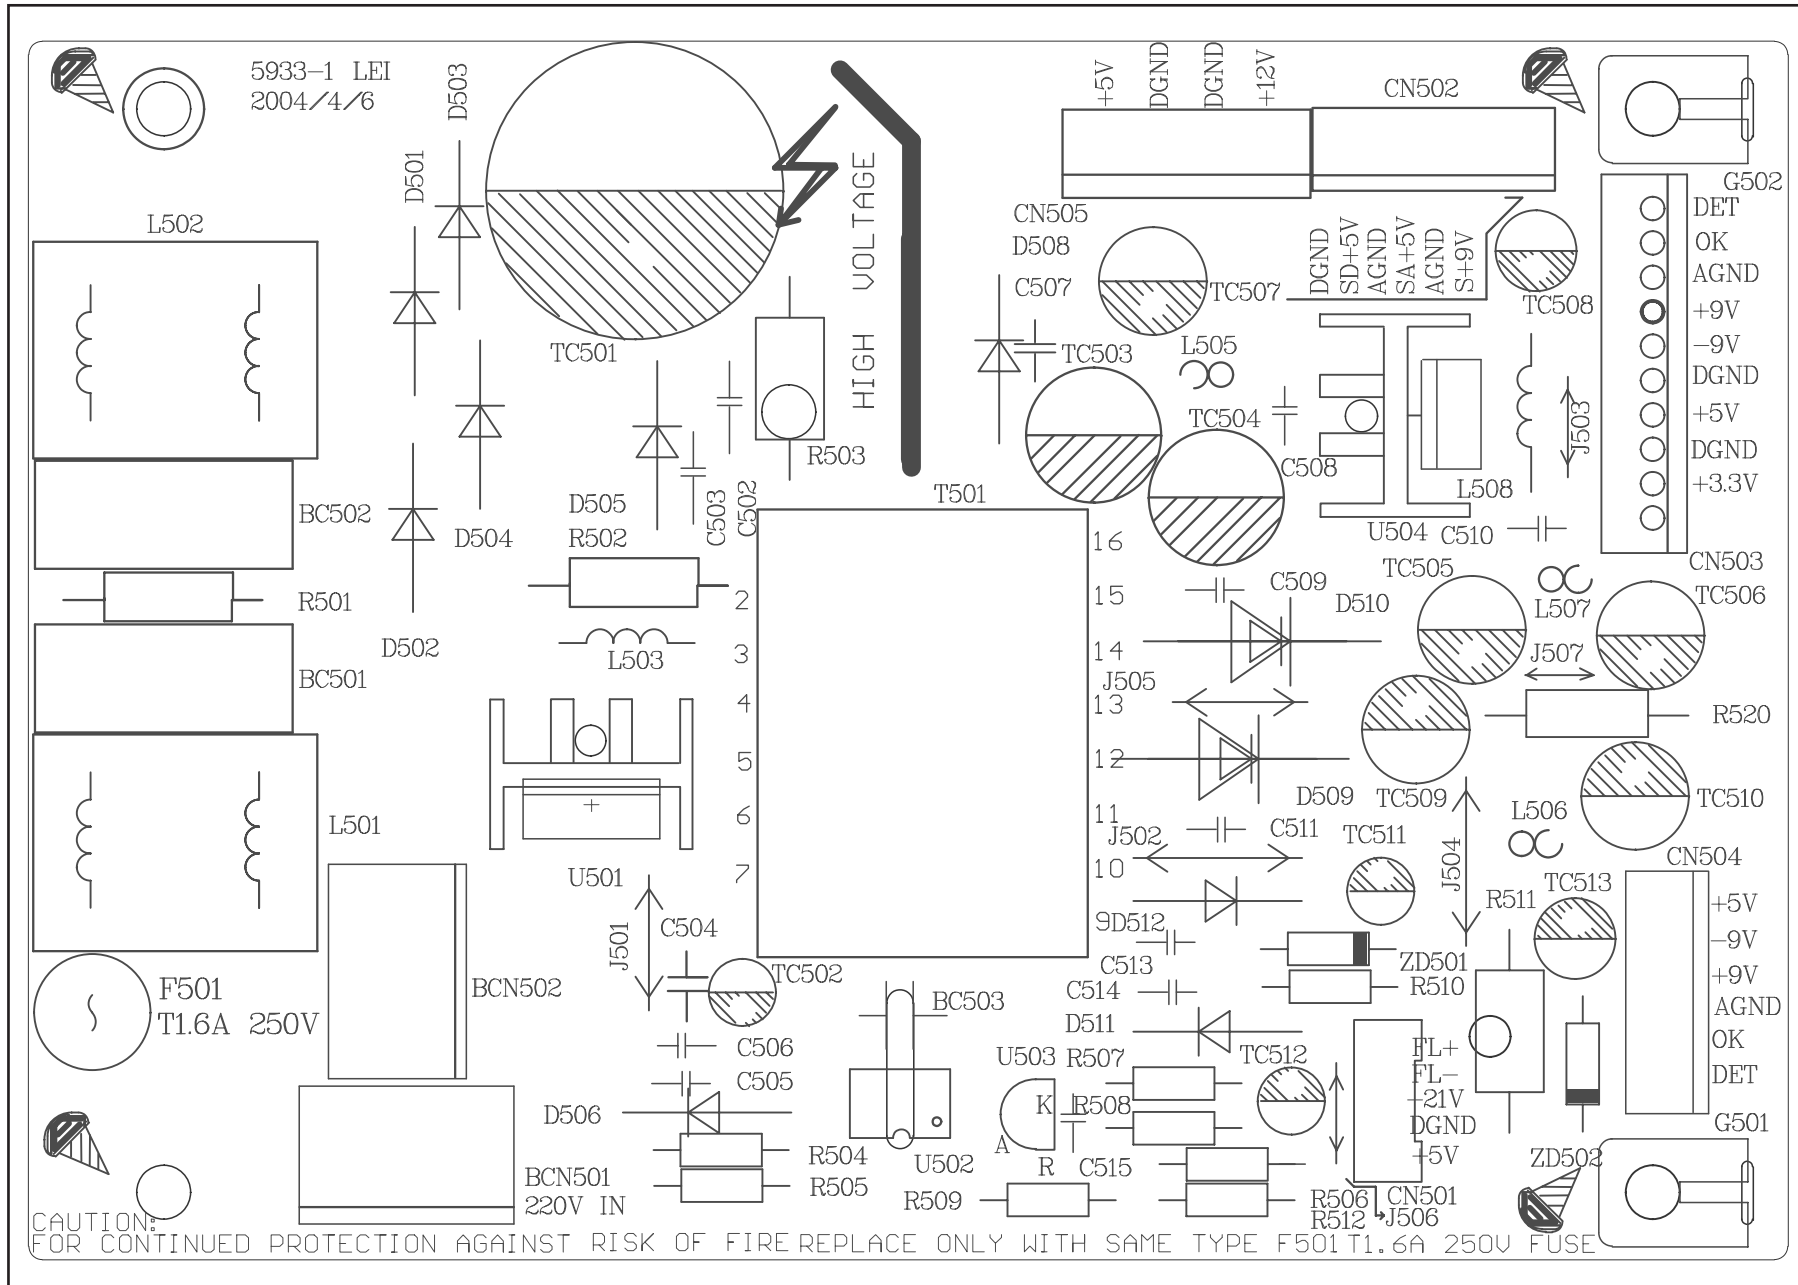 5933-1 LEI
2004/4/6
D503
D501
L502
TC501
HIGH VOLTAGE
+5V
DGND
DGND
+12V
CN502
CN505
D508
C507
TC507
DGND
SD+5V
AGND
SA+5V
AGND
S+9V
TC508
G502
DET
OK
AGND
+9V
-9V
DGND
+5V
DGND
+3.3V
CN503
TC503
L505
TC504
C508
J503
L508
U504
C510
R503
C503
C502
D505
R502
D504
BC502
R501
D502
BC501
L503
T501
16
15
14
13
12
11
10
9
2
3
4
5
6
7
C509
D510
TC505
L507
TC506
J505
J507
R520
D509
TC509
TC510
L506
J502
C511
TC511
J504
CN504
L501
U501
J501
C504
TC502
D512
C513
C514
D511
ZD501
R510
R511
TC513
+5V
-9V
+9V
AGND
OK
DET
F501
T1.6A 250V
BCN502
BC503
C506
C505
D506
U503
R507
R508
TC512
FL+
FL-
-21V
DGND
+5V
K
A
R
C515
U502
R504
R505
R509
R506
R512
CN501
J506
ZD502
G501
BCN501
220V IN
CAUTION:
FOR CONTINUED PROTECTION AGAINST RISK OF FIRE REPLACE ONLY WITH SAME TYPE F501 T1.6A 250V FUSE